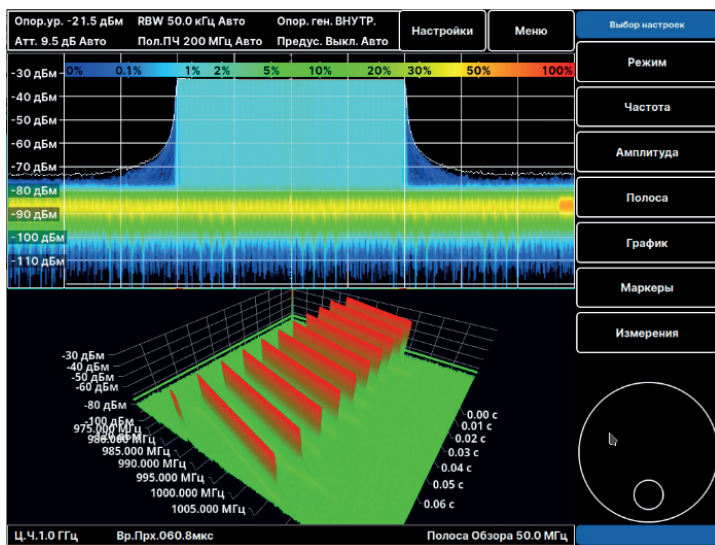 Опор.ур. -21.5 дБм RBW 50.0 кГц Авто Опор. ген. ВНУТР.
Атт. 9.5 дБ Авто Пол.ПЧ 200 МГц Авто Предус. Выкл. Авто
Настройки
Меню
Выбор настроек
Режим
Частота
Амплитуда
Полоса
График
Маркеры
Измерения
0% 0.1% 1% 2% 5% 10% 20% 30% 50% 100%
-30 дБм
-40 дБм
-50 дБм
-60 дБм
-70 дБм
-80 дБм
-90 дБм
-100 дБм
-110 дБм
-30 дБм
-40 дБм
-50 дБм
-60 дБм
-80 дБм
-100 дБм
975.000 МГц
980.000 МГц
985.000 МГц
990.000 МГц
995.000 МГц
1000.000 МГц
1005.000 МГц
0.00 с
0.01 с
0.02 с
0.03 с
0.04 с
0.05 с
0.06 с
Ц.Ч.1.0 ГГц Вр.Прх.060.8мкс Полоса Обзора 50.0 МГц